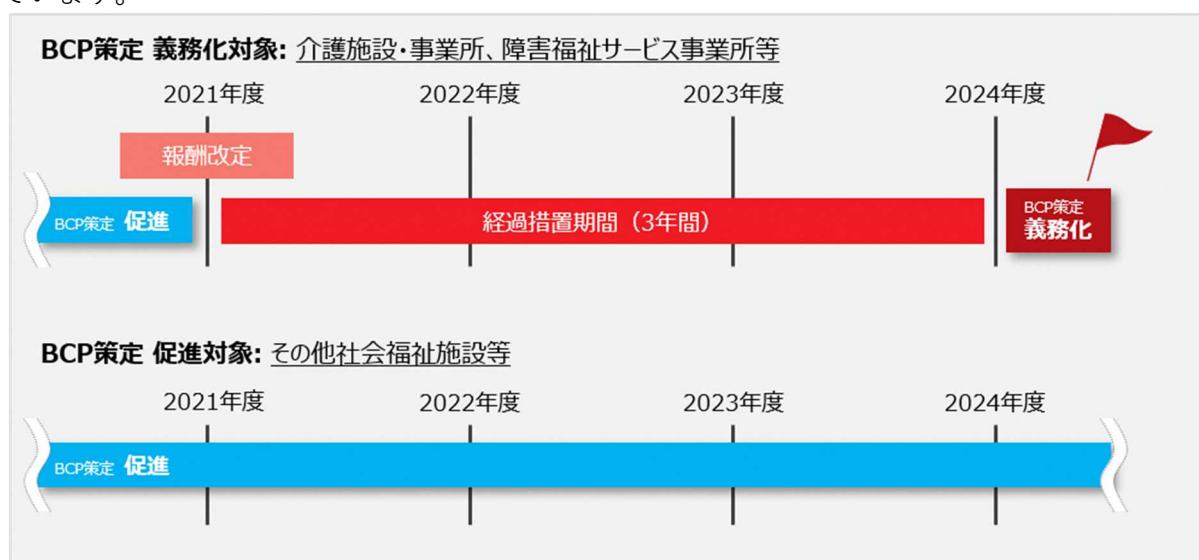 います。
BCP策定 義務化対象: 介護施設・事業所、障害福祉サービス事業所等
2021年度 2022年度 2023年度 2024年度
報酬改定
BCP策定 促進
経過措置期間（3年間）
BCP策定
義務化
BCP策定 促進対象: その他社会福祉施設等
2021年度 2022年度 2023年度 2024年度
BCP策定 促進